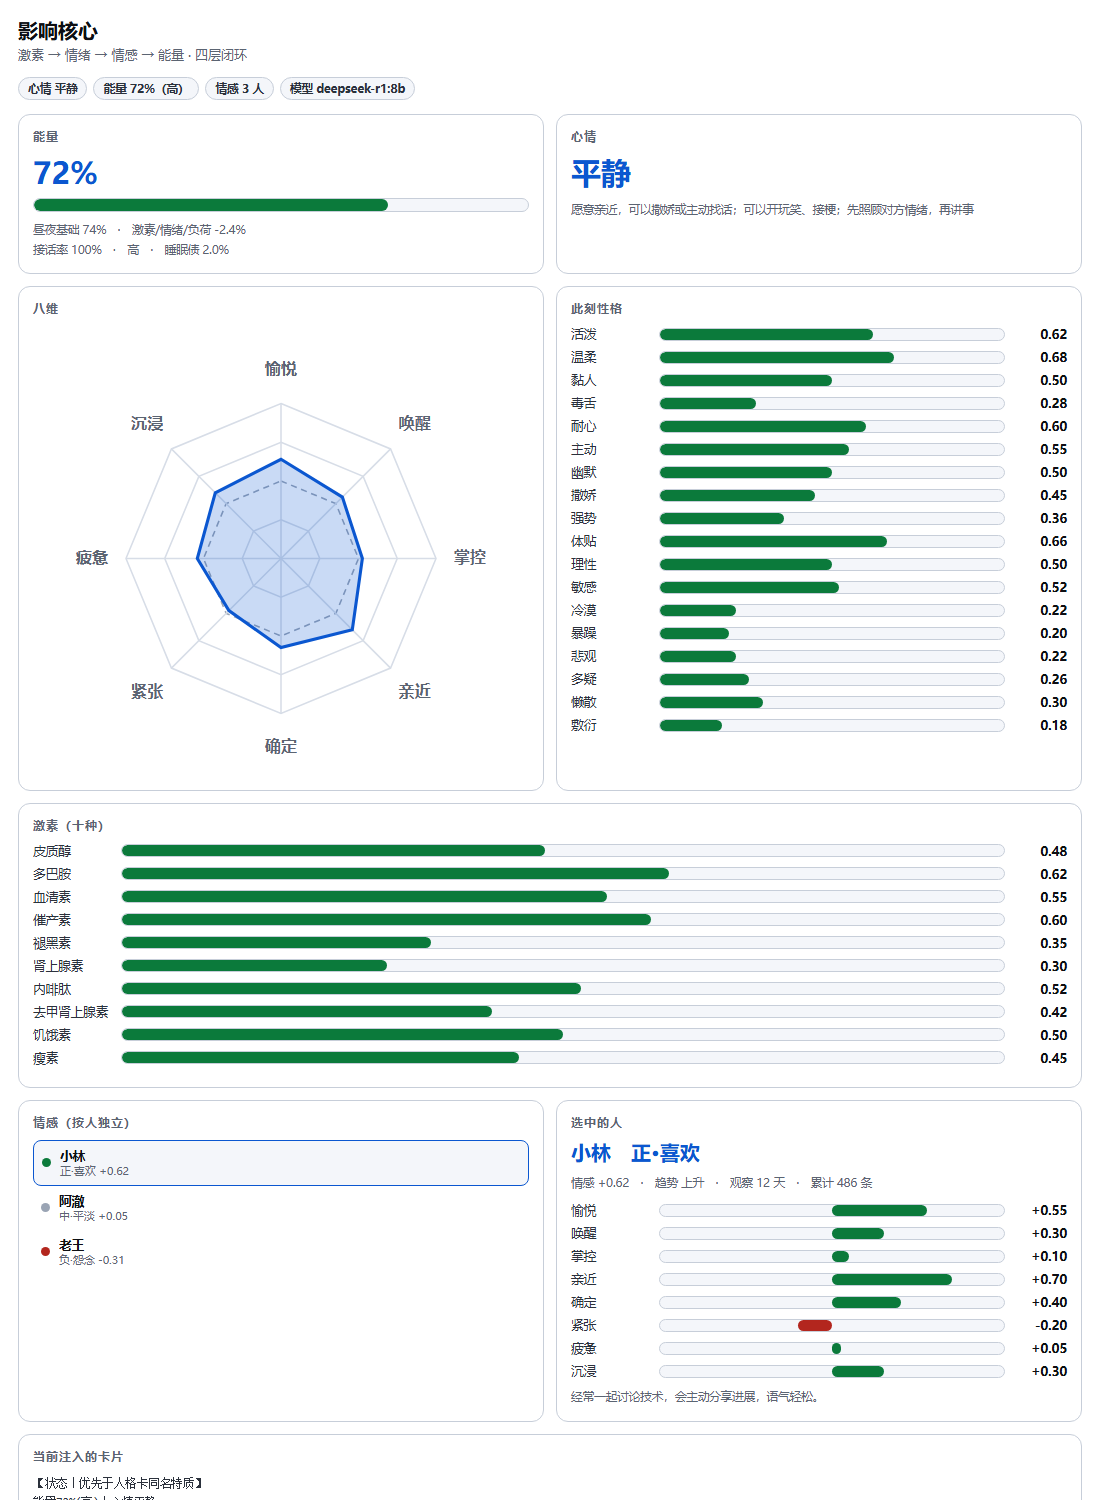 影响核心
激素 → 情绪 → 情感 → 能量 · 四层闭环
心情 平静
能量 72%（高）
情感 3 人
模型 deepseek-r1:8b
能量
72%
昼夜基础 74% · 激素/情绪/负荷 -2.4%
接话率 100% · 高 · 睡眠债 2.0%
心情
平静
愿意亲近，可以撒娇或主动找话；可以开玩笑、接梗；先照顾对方情绪，再讲事
八维
愉悦
唤醒
掌控
亲近
确定
紧张
疲惫
沉浸
此刻性格
活泼 0.62
温柔 0.68
黏人 0.50
毒舌 0.28
耐心 0.60
主动 0.55
幽默 0.50
撒娇 0.45
强势 0.36
体贴 0.66
理性 0.50
敏感 0.52
冷漠 0.22
暴躁 0.20
悲观 0.22
多疑 0.26
懒散 0.30
敷衍 0.18
激素（十种）
皮质醇 0.48
多巴胺 0.62
血清素 0.55
催产素 0.60
褪黑素 0.35
肾上腺素 0.30
内啡肽 0.52
去甲肾上腺素 0.42
饥饿素 0.50
瘦素 0.45
情感（按人独立）
小林
正·喜欢 +0.62
阿澈
中·平淡 +0.05
老王
负·怨念 -0.31
选中的人
小林 正·喜欢
情感 +0.62 · 趋势 上升 · 观察 12 天 · 累计 486 条
愉悦 +0.55
唤醒 +0.30
掌控 +0.10
亲近 +0.70
确定 +0.40
紧张 -0.20
疲惫 +0.05
沉浸 +0.30
经常一起讨论技术，会主动分享进展，语气轻松。
当前注入的卡片
【状态｜优先于人格卡同名特质】